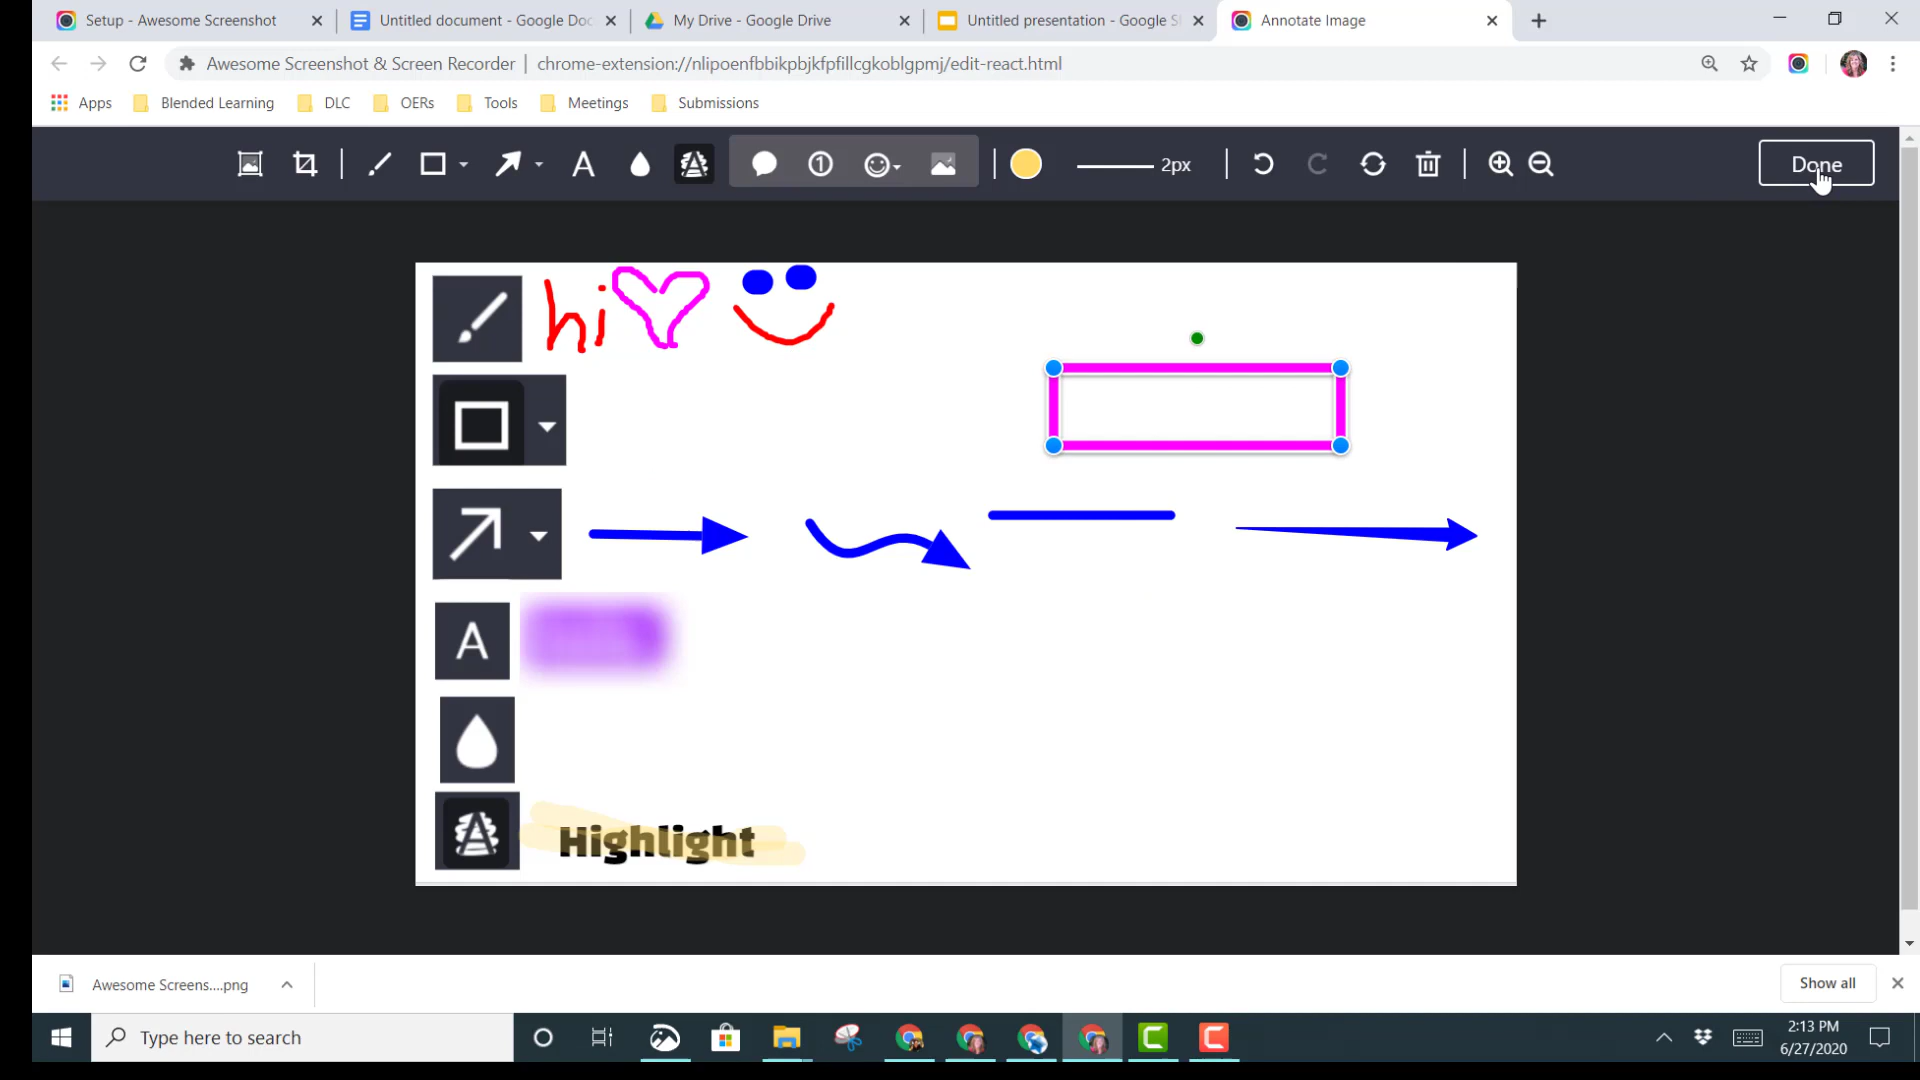 Setup - Awesome Screenshot
Untitled document - Google Doc
My Drive - Google Drive
Untitled presentation - Google Sl
Annotate Image
Awesome Screenshot & Screen Recorder | chrome-extension://nlipoenfbbikpbjkfpfillcgkoblgpmj/edit-react.html
Apps
Blended Learning
DLC
OERs
Tools
Meetings
Submissions
A
1
2px
Done
hi
A
Highlight
Awesome Screens....png
Show all
Type here to search
2:13 PM
6/27/2020